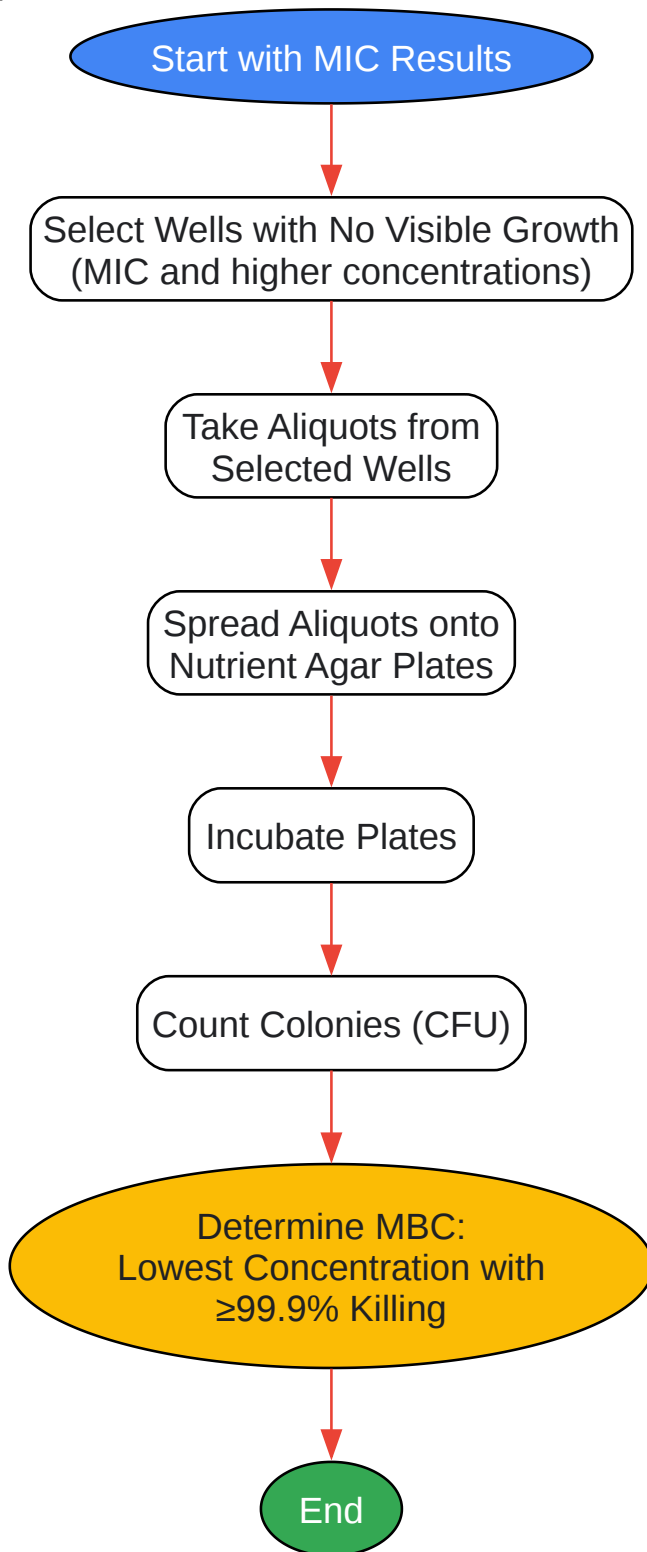 Start with MIC Results
Select Wells with No Visible Growth
(MIC and higher concentrations)
Take Aliquots from
Selected Wells
Spread Aliquots onto
Nutrient Agar Plates
Incubate Plates
Count Colonies (CFU)
Determine MBC:
Lowest Concentration with
≥99.9% Killing
End